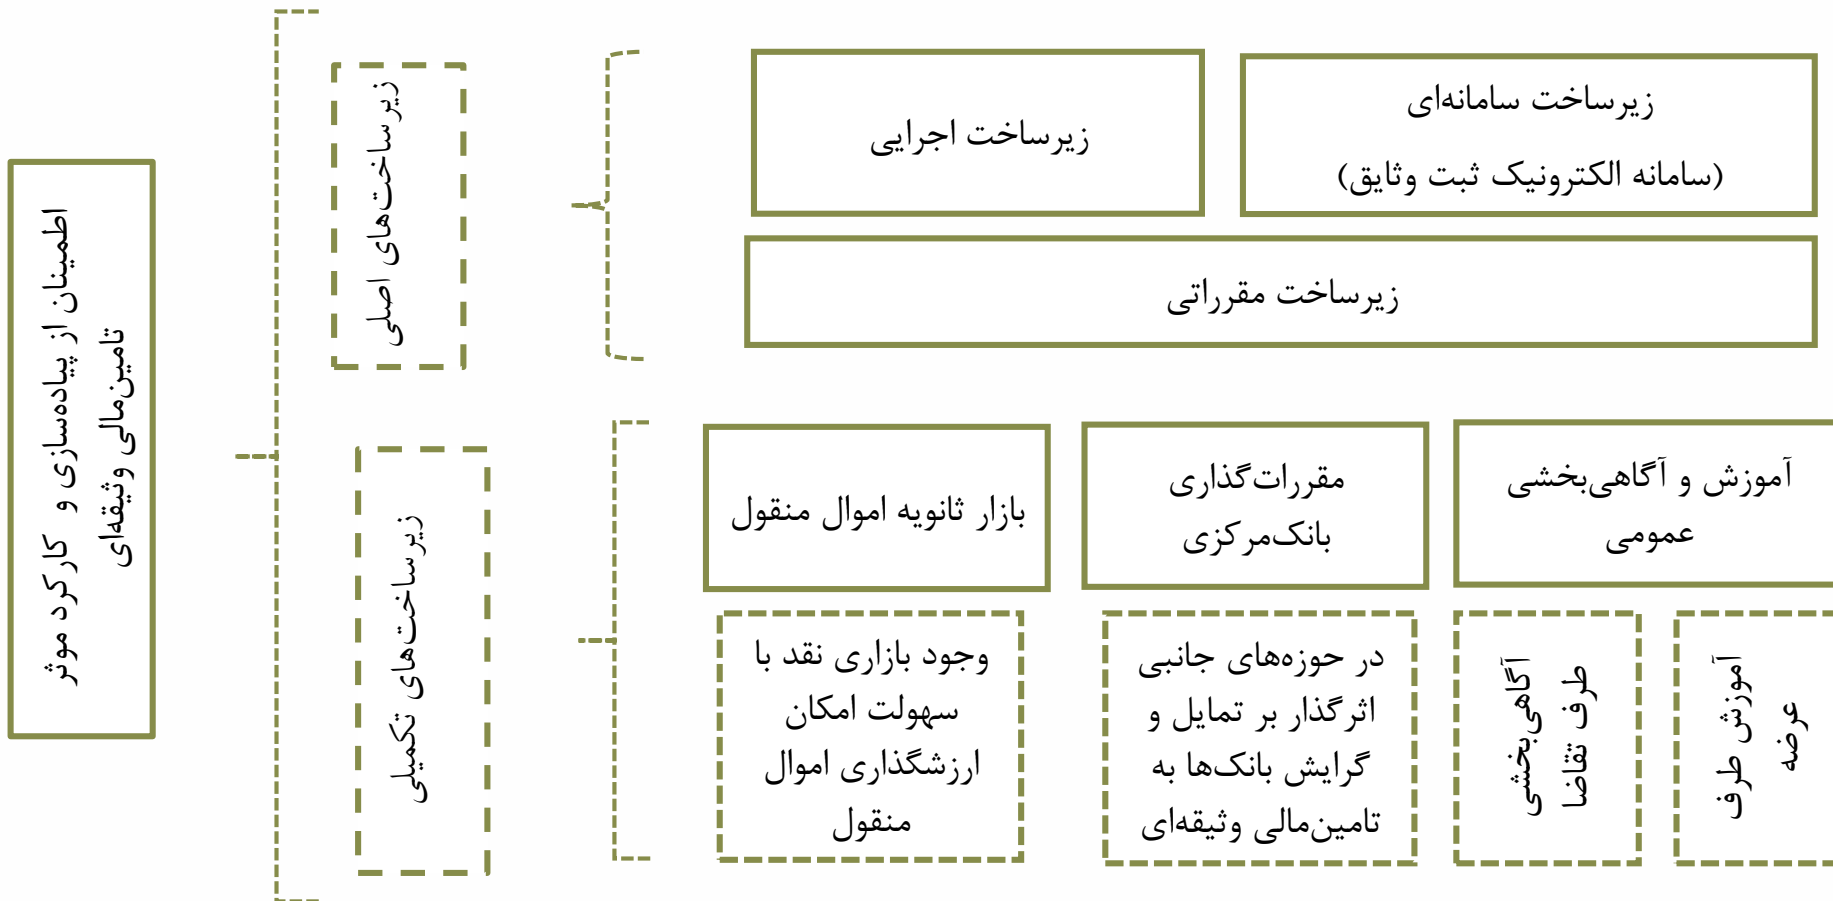 اطمینان از پیاده‌سازی و کارکرد موثر
تامین‌مالی وثیقه‌ای
زیرساخت‌های اصلی
زیرساخت سامانه‌ای
(سامانه الکترونیک ثبت وثایق)
زیرساخت اجرایی
زیرساخت مقرراتی
زیرساخت‌های تکمیلی
آموزش و آگاهی‌بخشی
عمومی
مقررات‌گذاری
بانک‌مرکزی
بازار ثانویه اموال منقول
آموزش طرف
عرضه
آگاهی‌بخشی
طرف تقاضا
در حوزه‌های جانبی
اثرگذار بر تمایل و
گرایش بانک‌ها به
تامین‌مالی وثیقه‌ای
وجود بازاری نقد با
سهولت امکان
ارزشگذاری اموال
منقول